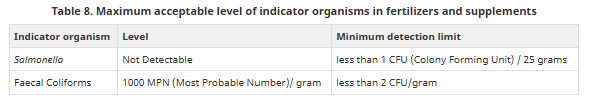 Table 8. Maximum acceptable level of indicator organisms in fertilizers and supplements
Indicator organism Level Minimum detection limit
Salmonella Not Detectable less than 1 CFU (Colony Forming Unit) / 25 grams
Faecal Coliforms 1000 MPN (Most Probable Number)/ gram less than 2 CFU/gram